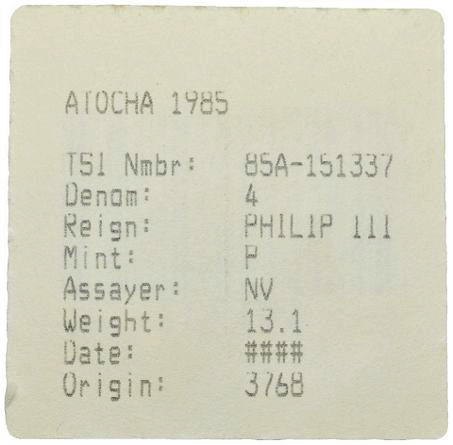 ATOCHA 1985
TSI Nmbr: 85A-151337
Denom: 4
Reign: PHILIP III
Mint: P
Assayer: NV
Weight: 13.1
Date: ####
Origin: 3768